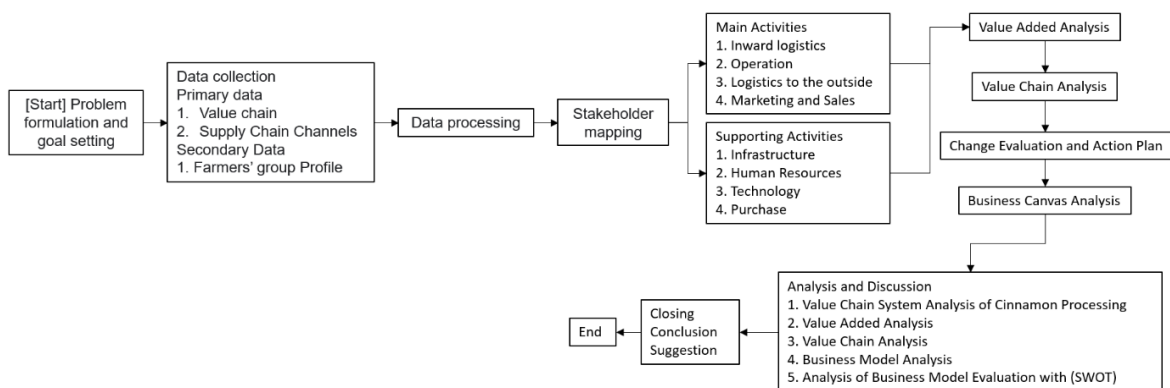 [Start] Problem
formulation and
goal setting
Data collection
Primary data
1. Value chain
2. Supply Chain Channels
Secondary Data
1. Farmers' group Profile
Data processing
Stakeholder
mapping
Main Activities
1. Inward logistics
2. Operation
3. Logistics to the outside
4. Marketing and Sales
Supporting Activities
1. Infrastructure
2. Human Resources
3. Technology
4. Purchase
Value Added Analysis
Value Chain Analysis
Change Evaluation and Action Plan
Business Canvas Analysis
Analysis and Discussion
1. Value Chain System Analysis of Cinnamon Processing
2. Value Added Analysis
3. Value Chain Analysis
4. Business Model Analysis
5. Analysis of Business Model Evaluation with (SWOT)
Closing
Conclusion
Suggestion
End